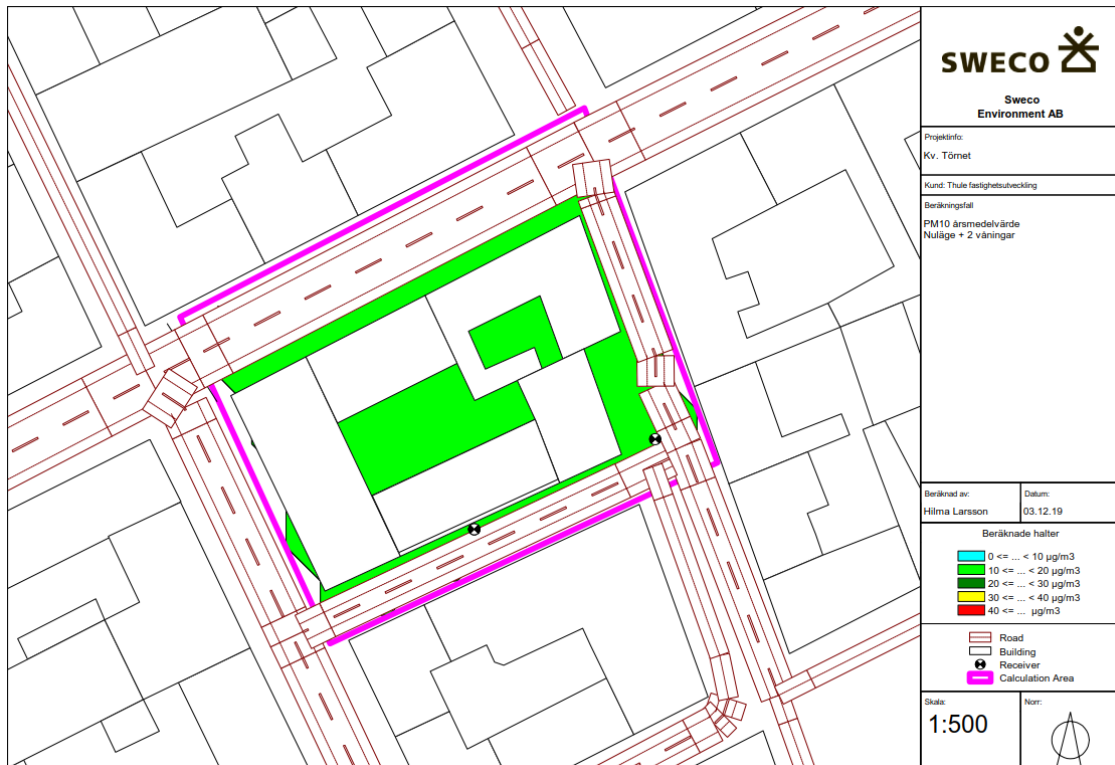 SWECO
Sweco
Environment AB
Projektinfo:
Kv. Törnet
Kund: Thule fastighetsutveckling
Beräkningsfall
PM10 årsmedelvärde
Nuläge + 2 våningar
Beräknad av:
Hilma Larsson
Datum:
03.12.19
Beräknade halter
0 <= ... < 10 µg/m3
10 <= ... < 20 µg/m3
20 <= ... < 30 µg/m3
30 <= ... < 40 µg/m3
40 <= ... µg/m3
Road
Building
Receiver
Calculation Area
Skala:
1:500
Norr: